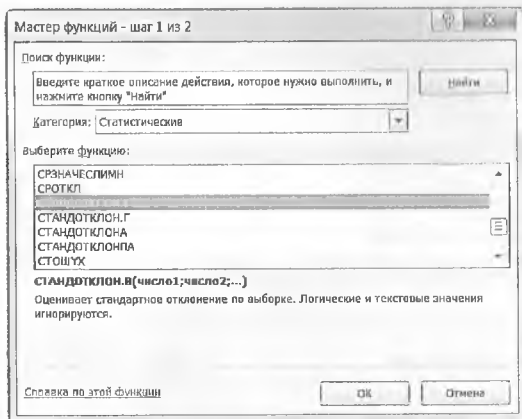 Мастер функций - шаг 1 из 2
Поиск функции:
Введите краткое описание действия, которое нужно выполнить, и
нажмите кнопку "Найти"
Найти
Категория: Статистические
Выберите функцию:
СРЗНАЧЕСЛИМН
СРОТКЛ
СТАНДОТКЛОН.Г
СТАНДОТКЛОНА
СТАНДОТКЛОНПА
СТОШYX
СТАНДОТКЛОН.В(число1;число2;...)
Оценивает стандартное отклонение по выборке. Логические и текстовые значения
игнорируются.
Справка по этой функции
ОК
Отмена